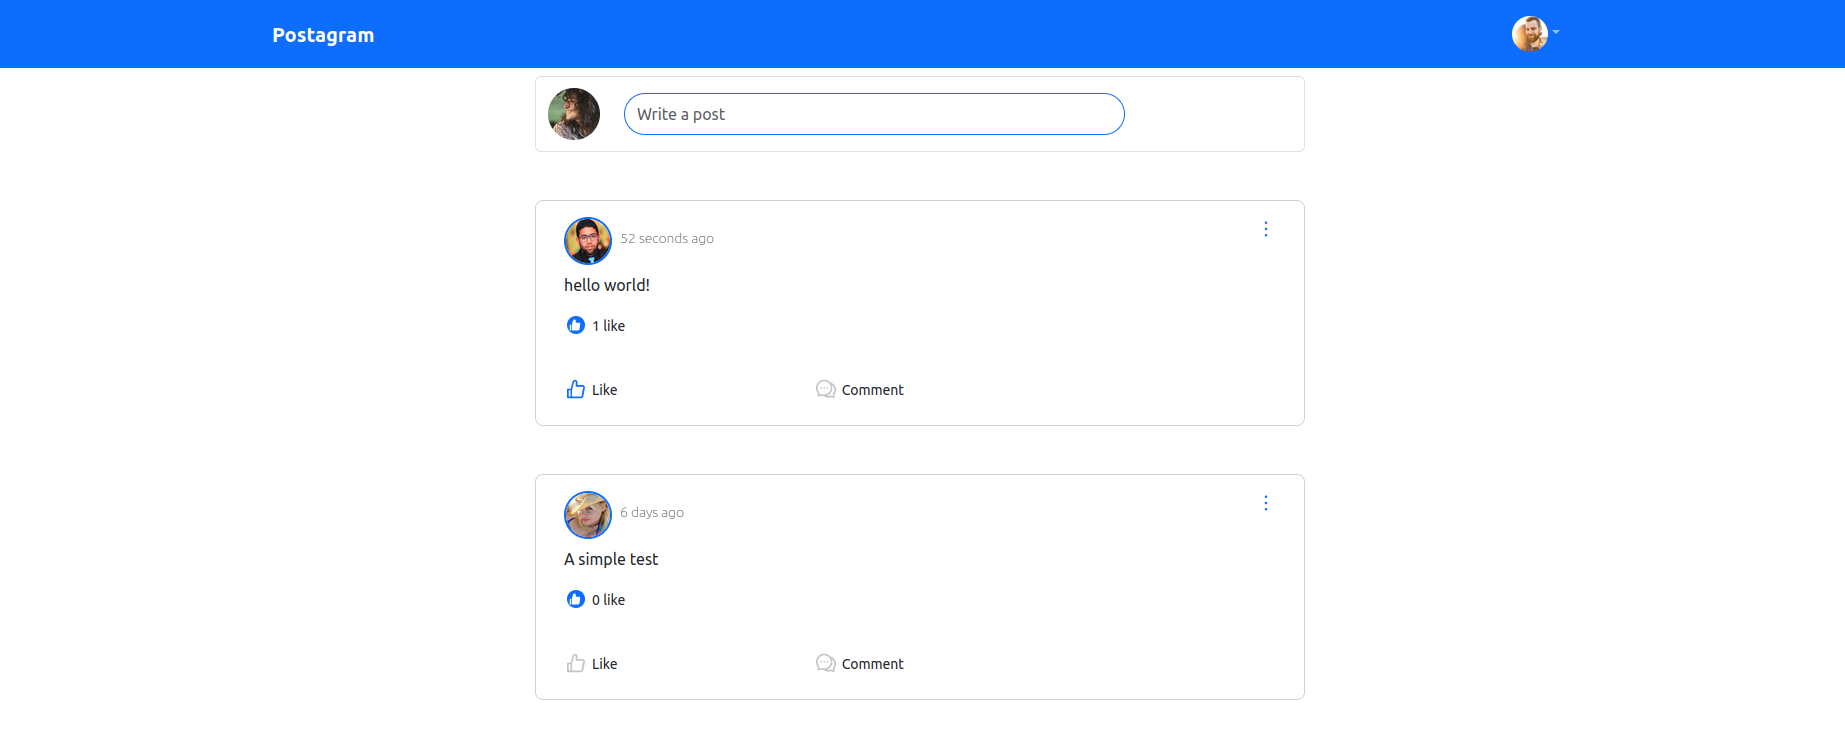 Postagram
Write a post
52 seconds ago
hello world!
1 like
Like
Comment
6 days ago
A simple test
0 like
Like
Comment